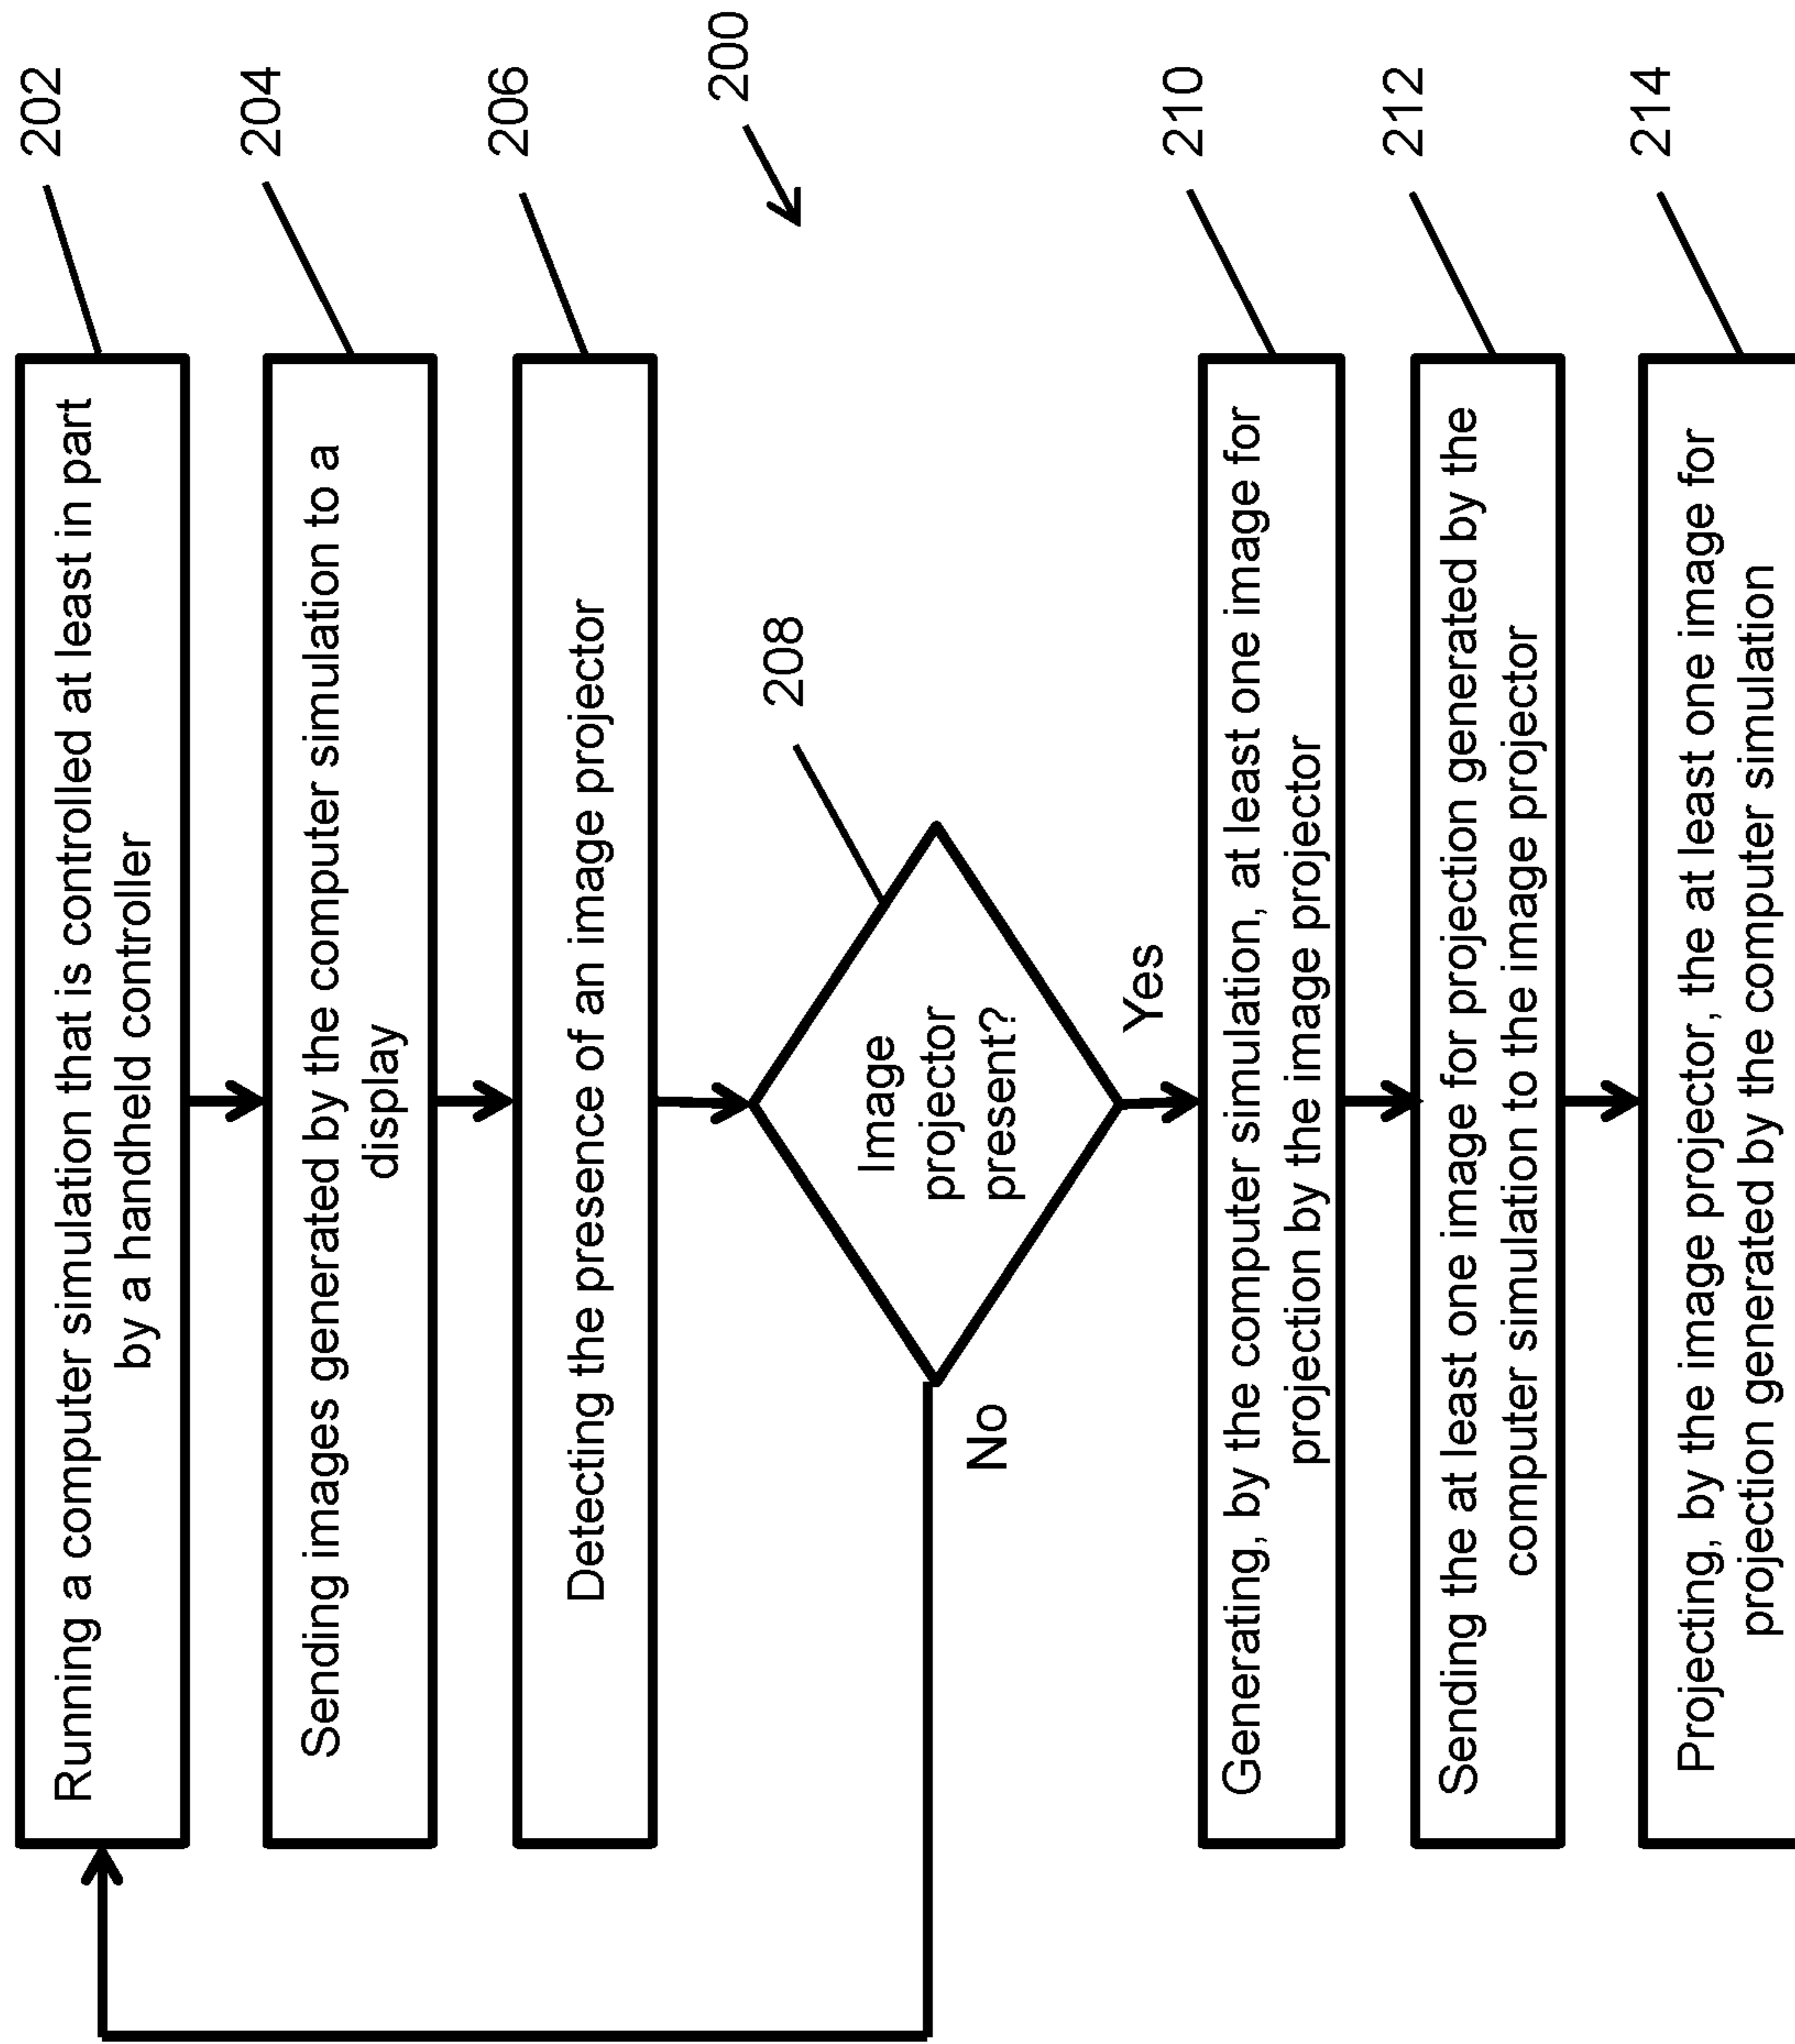 202
Running a computer simulation that is controlled at least in part
by a handheld controller
204
Sending images generated by the computer simulation to a
display
206
Detecting the presence of an image projector
200
208
Image
projector
present?
No
Yes
210
Generating, by the computer simulation, at least one image for
projection by the image projector
212
Sending the at least one image for projection generated by the
computer simulation to the image projector
214
Projecting, by the image projector, the at least one image for
projection generated by the computer simulation